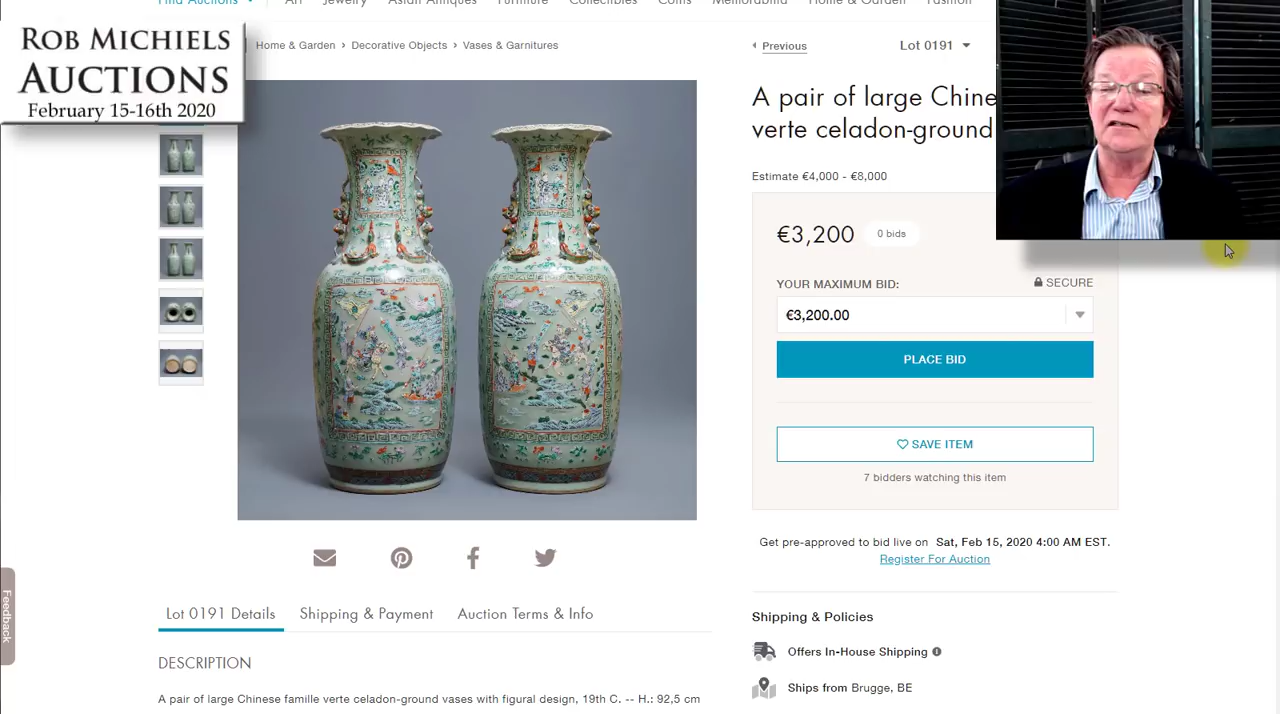 Find Auctions
Art Jewelry Asian Antiques Furniture Collectibles Coins Memorabilia Home & Garden Fashion
ROB MICHIELS
AUCTIONS
February 15-16th 2020
Home & Garden > Decorative Objects > Vases & Garnitures
Previous
Lot 0191
A pair of large Chine
verte celadon-ground
Estimate €4,000 - €8,000
€3,200 0 bids
YOUR MAXIMUM BID: SECURE
€3,200.00
PLACE BID
SAVE ITEM
7 bidders watching this item
Get pre-approved to bid live on Sat, Feb 15, 2020 4:00 AM EST.
Register For Auction
Feedback
Lot 0191 Details Shipping & Payment Auction Terms & Info
Shipping & Policies
Offers In-House Shipping
Ships from Brugge, BE
DESCRIPTION
A pair of large Chinese famille verte celadon-ground vases with figural design, 19th C. -- H.: 92,5 cm